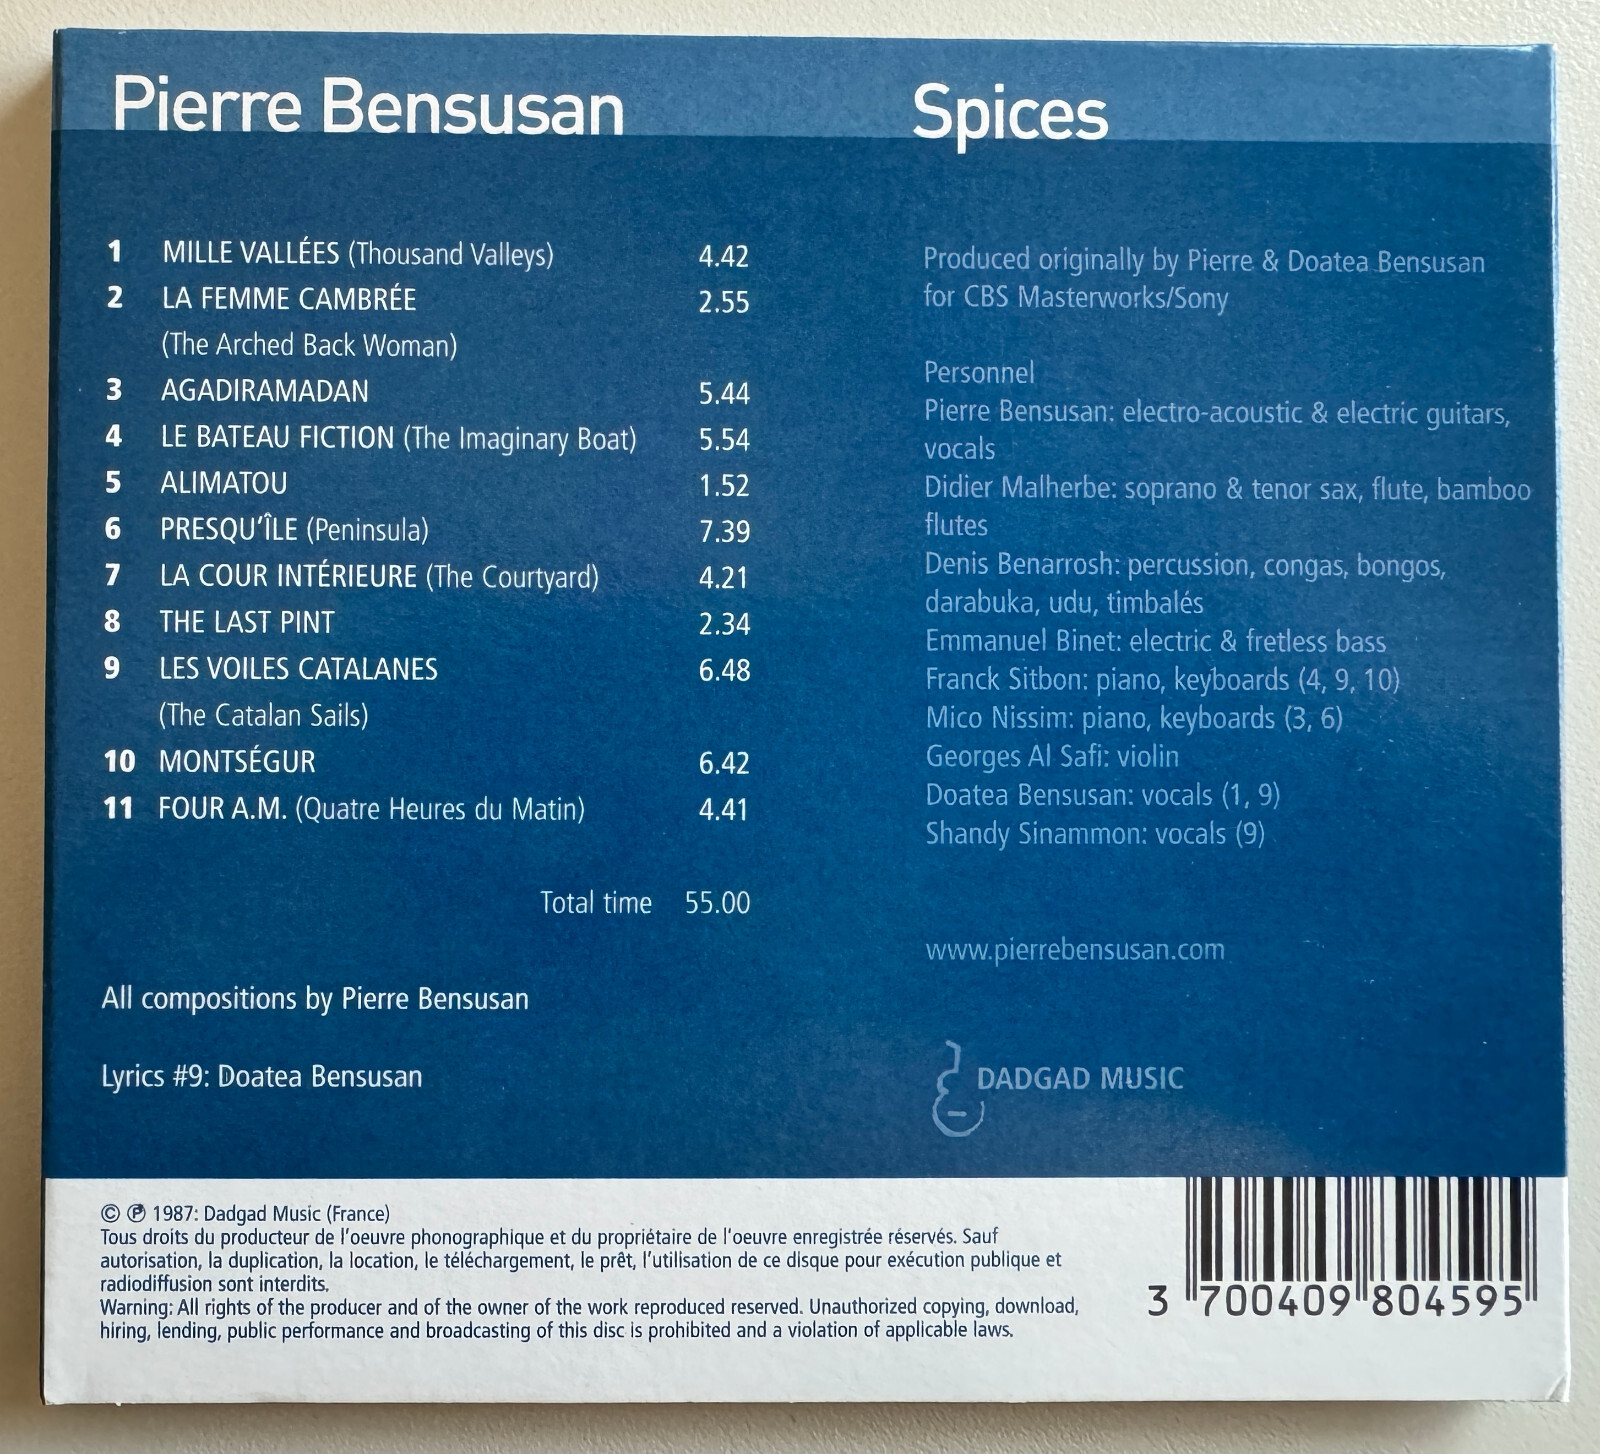 Pierre Bensusan
Spices
1 MILLE VALLÉES (Thousand Valleys) 4.42
2 LA FEMME CAMBRÉE 2.55
(The Arched Back Woman)
3 AGADIRAMADAN 5.44
4 LE BATEAU FICTION (The Imaginary Boat) 5.54
5 ALIMATOU 1.52
6 PRESQU'ÎLE (Peninsula) 7.39
7 LA COUR INTÉRIEURE (The Courtyard) 4.21
8 THE LAST PINT 2.34
9 LES VOILES CATALANES 6.48
(The Catalan Sails)
10 MONTSÉGUR 6.42
11 FOUR A.M. (Quatre Heures du Matin) 4.41
Total time 55.00
All compositions by Pierre Bensusan
Lyrics #9: Doatea Bensusan
Produced originally by Pierre & Doatea Bensusan
for CBS Masterworks/Sony
Personnel
Pierre Bensusan: electro-acoustic & electric guitars,
vocals
Didier Malherbe: soprano & tenor sax, flute, bamboo
flutes
Denis Benarrosh: percussion, congas, bongos,
darabuka, udu, timbalés
Emmanuel Binet: electric & fretless bass
Franck Sitbon: piano, keyboards (4, 9, 10)
Mico Nissim: piano, keyboards (3, 6)
Georges Al Safi: violin
Doatea Bensusan: vocals (1, 9)
Shandy Sinammon: vocals (9)
www.pierrebensusan.com
DADGAD MUSIC
© ℗ 1987: Dadgad Music (France)
Tous droits du producteur de l'oeuvre phonographique et du propriétaire de l'oeuvre enregistrée réservés. Sauf
autorisation, la duplication, la location, le téléchargement, le prêt, l'utilisation de ce disque pour exécution publique et
radiodiffusion sont interdits.
Warning: All rights of the producer and of the owner of the work reproduced reserved. Unauthorized copying, download,
hiring, lending, public performance and broadcasting of this disc is prohibited and a violation of applicable laws.
3 700409 804595